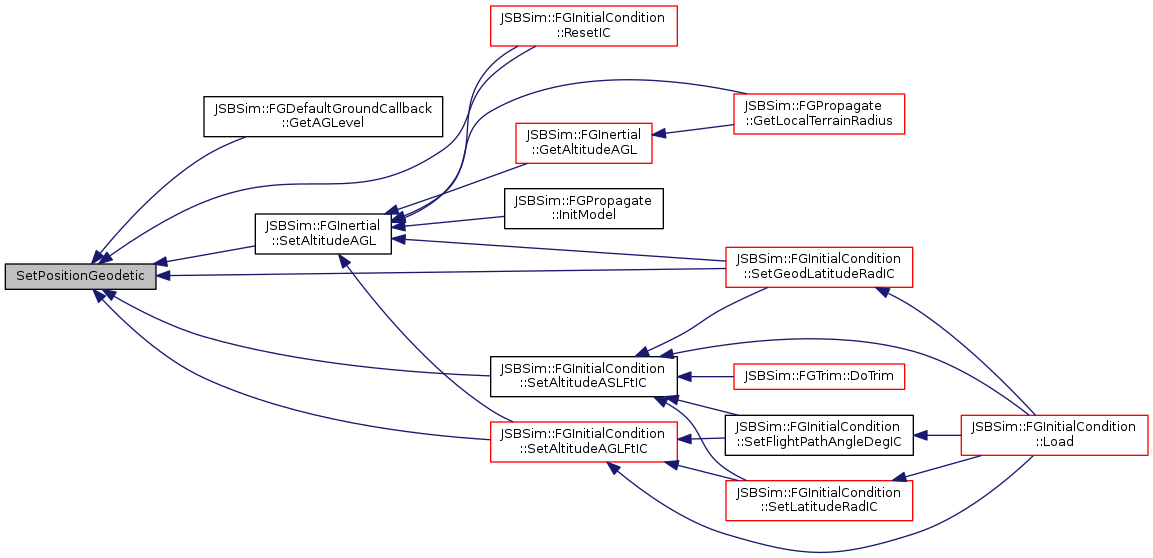 JSBSim::FGInitialCondition
::ResetIC
JSBSim::FGDefaultGroundCallback
::GetAGLevel
JSBSim::FGPropagate
::GetLocalTerrainRadius
JSBSim::FGInertial
::GetAltitudeAGL
JSBSim::FGPropagate
::InitModel
JSBSim::FGInertial
::SetAltitudeAGL
SetPositionGeodetic
JSBSim::FGInitialCondition
::SetGeodLatitudeRadIC
JSBSim::FGInitialCondition
::SetAltitudeASLFtIC
JSBSim::FGTrim::DoTrim
JSBSim::FGInitialCondition
::SetAltitudeAGLFtIC
JSBSim::FGInitialCondition
::SetFlightPathAngleDegIC
JSBSim::FGInitialCondition
::Load
JSBSim::FGInitialCondition
::SetLatitudeRadIC